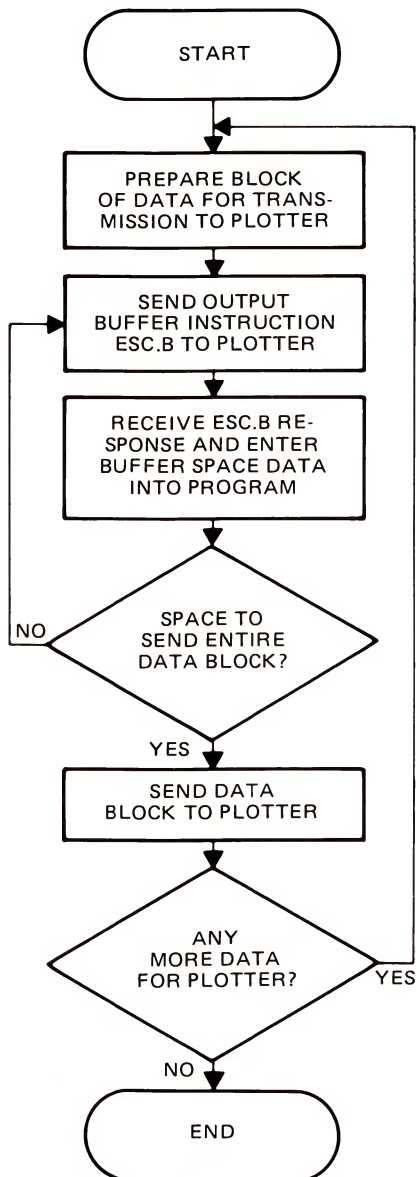 START
PREPARE BLOCK
OF DATA FOR TRANS-
MISSION TO PLOTTER
SEND OUTPUT
BUFFER INSTRUCTION
ESC.B TO PLOTTER
RECEIVE ESC.B RE-
SPONSE AND ENTER
BUFFER SPACE DATA
INTO PROGRAM
SPACE TO
SEND ENTIRE
DATA BLOCK?
NO
YES
SEND DATA
BLOCK TO PLOTTER
ANY
MORE DATA
FOR PLOTTER?
YES
NO
END